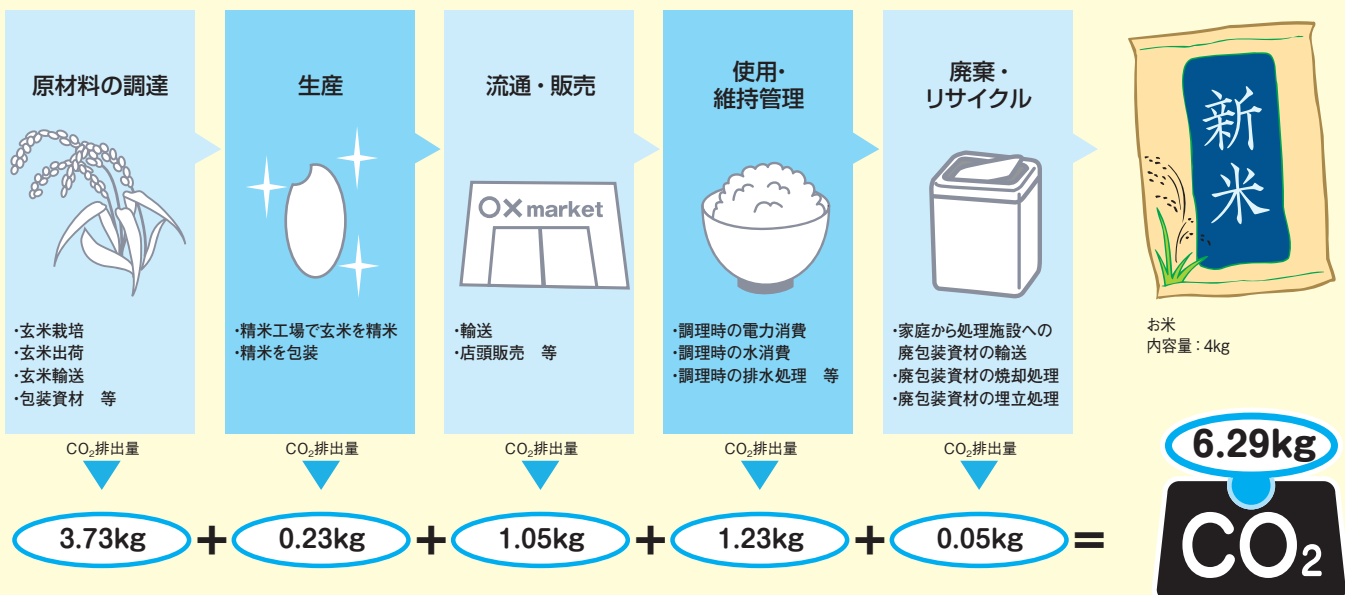 原材料の調達
・玄米栽培
・玄米出荷
・玄米輸送
・包装資材　等
CO₂排出量
3.73kg
+
生産
・精米工場で玄米を精米
・精米を包装
CO₂排出量
0.23kg
+
流通・販売
○× market
・輸送
・店頭販売　等
CO₂排出量
1.05kg
+
使用・
維持管理
・調理時の電力消費
・調理時の水消費
・調理時の排水処理　等
CO₂排出量
1.23kg
+
廃棄・
リサイクル
・家庭から処理施設への
廃包装資材の輸送
・廃包装資材の焼却処理
・廃包装資材の埋立処理
CO₂排出量
0.05kg
=
新米
お米
内容量：4kg
6.29kg
CO₂